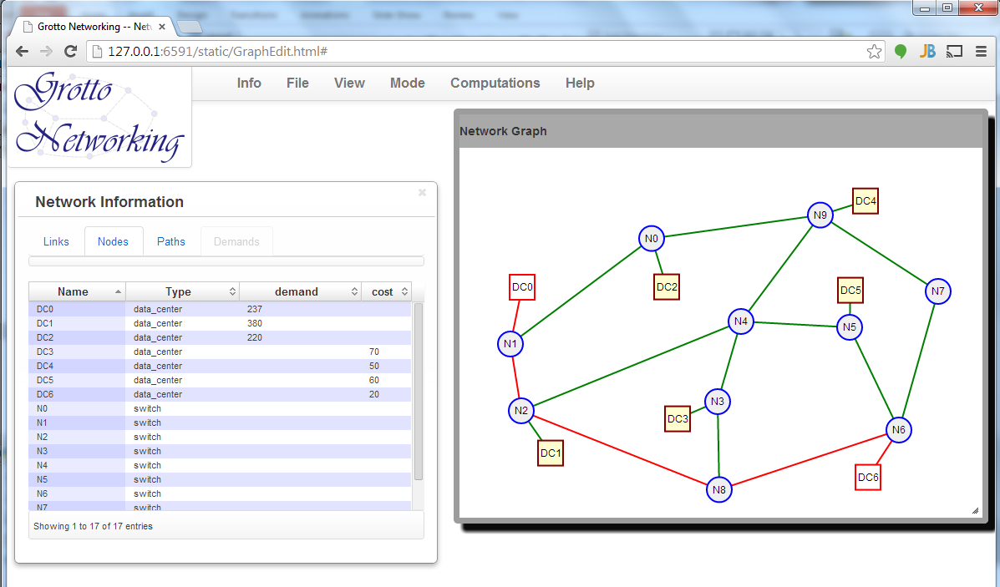 Grotto Networking -- Net
127.0.0.1:6591/static/GraphEdit.html#
JB
Grotto
Networking
Info File View Mode Computations Help
Network Information
Links Nodes Paths Demands
Name Type demand cost
DC0 data_center 237
DC1 data_center 380
DC2 data_center 220
DC3 data_center 70
DC4 data_center 50
DC5 data_center 60
DC6 data_center 20
N0 switch
N1 switch
N2 switch
N3 switch
N4 switch
N5 switch
N6 switch
N7 switch
Showing 1 to 17 of 17 entries
Network Graph
DC4
N9
N0
DC0
DC2
DC5
N7
N4
N5
N1
N3
N2
DC3
N6
DC1
DC6
N8